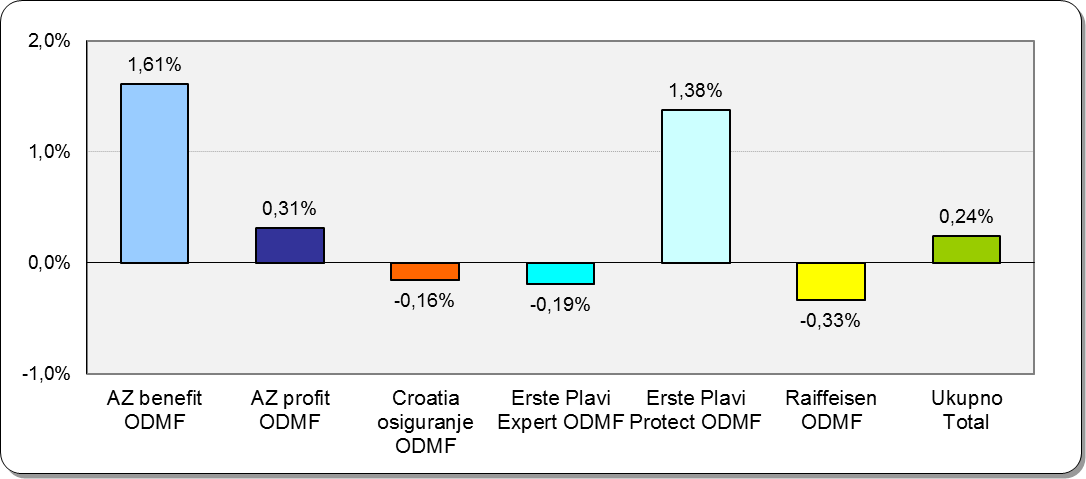 2,0%
1,0%
0,0%
-1,0%
1,61%
0,31%
-0,16%
-0,19%
1,38%
-0,33%
0,24%
AZ benefit
ODMF
AZ profit
ODMF
Croatia
osiguranje
ODMF
Erste Plavi
Expert ODMF
Erste Plavi
Protect ODMF
Raiffeisen
ODMF
Ukupno
Total